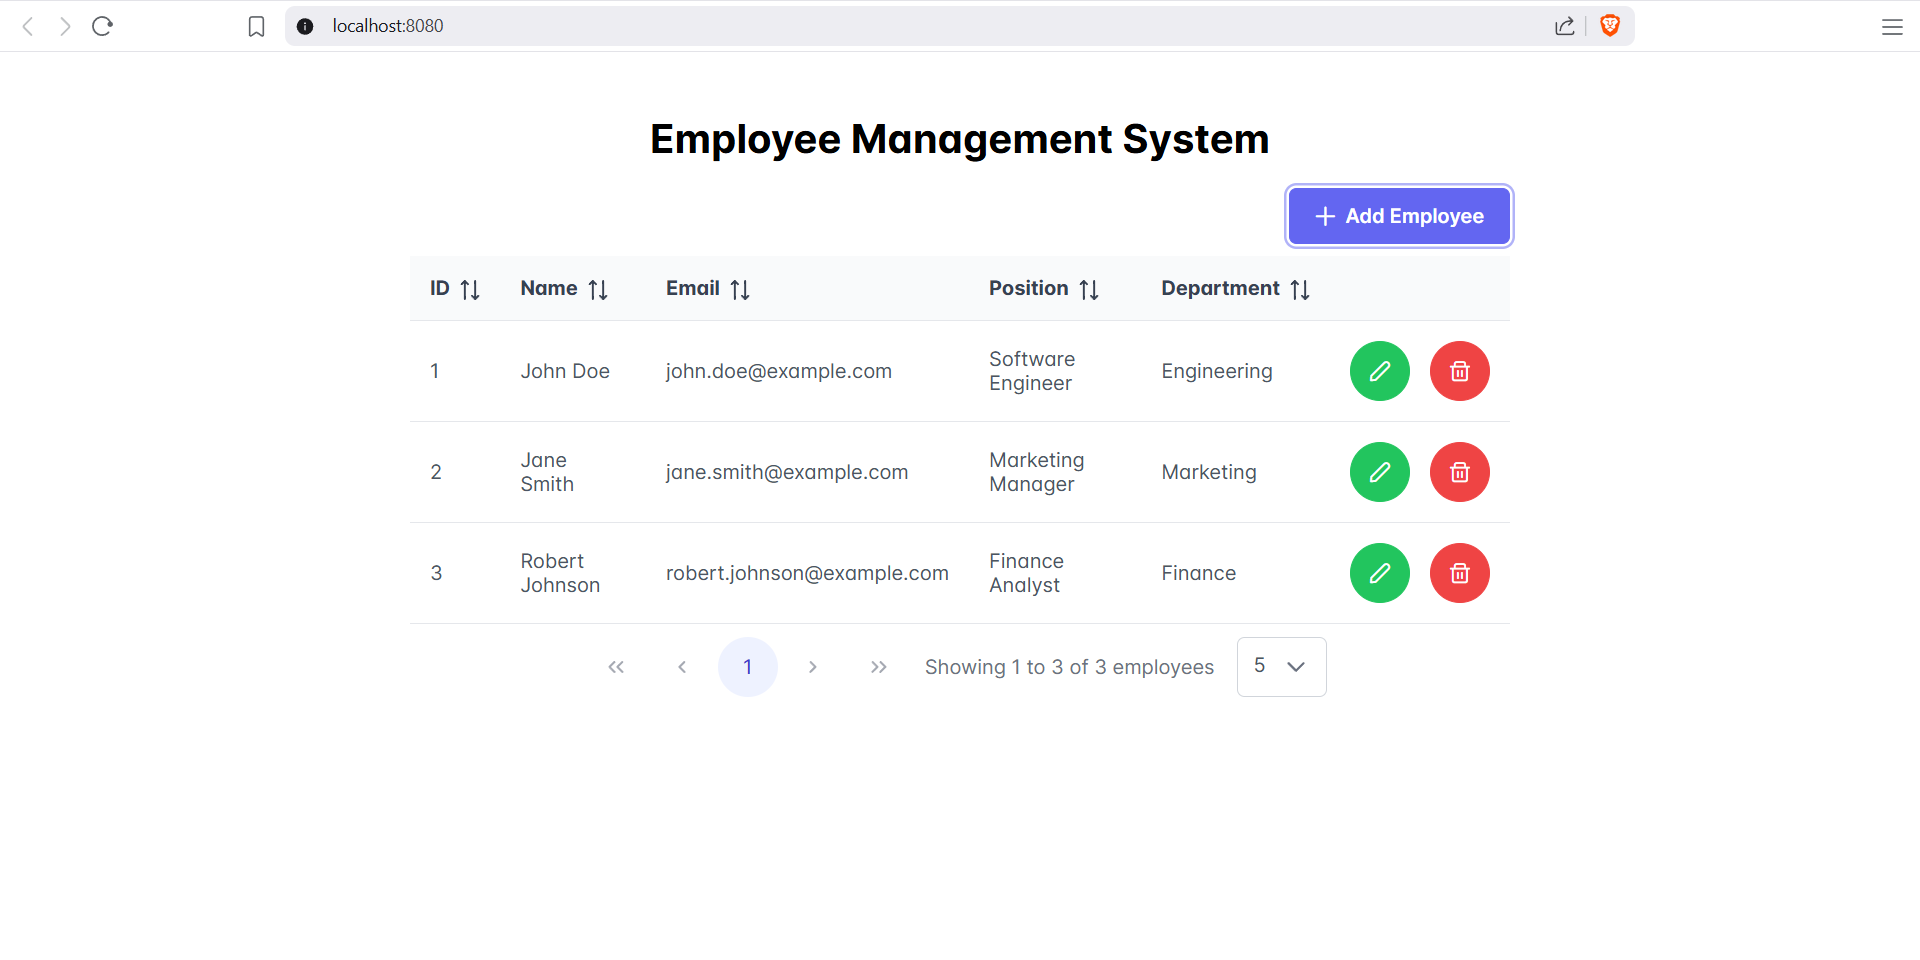 localhost:8080
Employee Management System
Add Employee
ID Name Email Position Department
1 John Doe john.doe@example.com Software Engineer Engineering
2 Jane Smith jane.smith@example.com Marketing Manager Marketing
3 Robert Johnson robert.johnson@example.com Finance Analyst Finance
1 Showing 1 to 3 of 3 employees 5